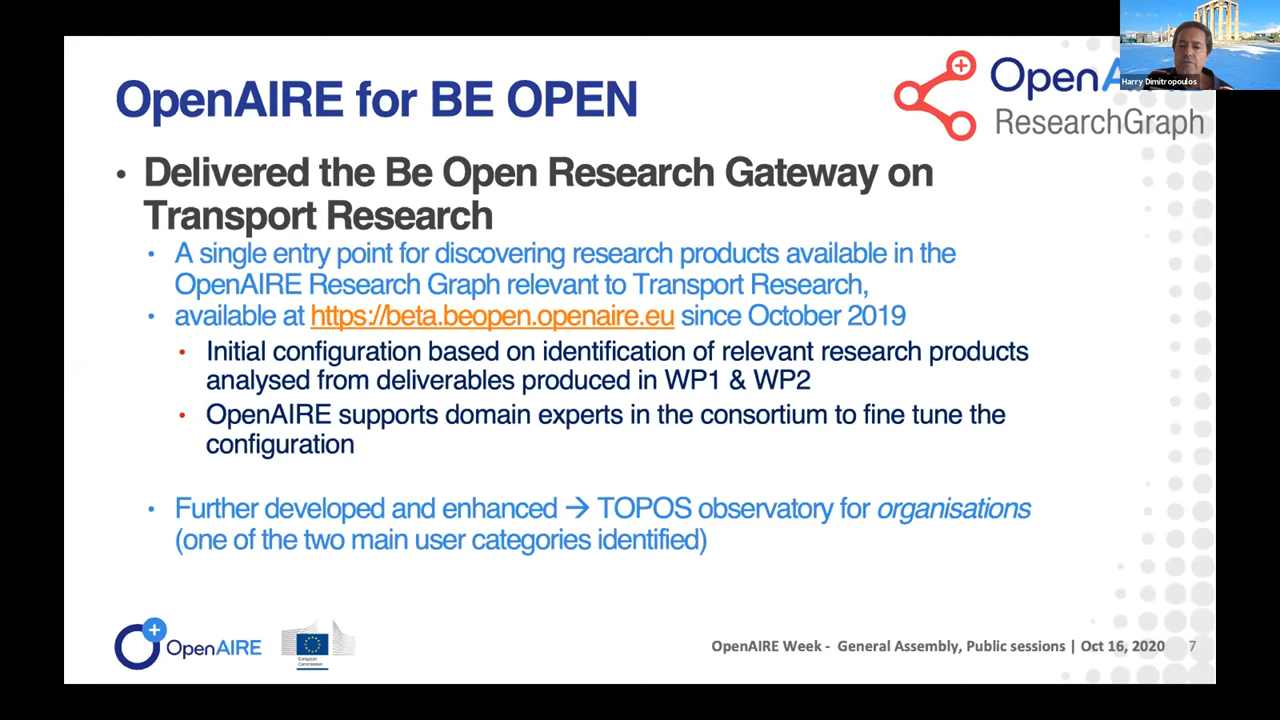 OpenAIRE for BE OPEN
Open
ResearchGraph
Harry Dimitropoulos
• Delivered the Be Open Research Gateway on
Transport Research
• A single entry point for discovering research products available in the
OpenAIRE Research Graph relevant to Transport Research,
• available at https://beta.beopen.openaire.eu since October 2019
• Initial configuration based on identification of relevant research products
analysed from deliverables produced in WP1 & WP2
• OpenAIRE supports domain experts in the consortium to fine tune the
configuration
• Further developed and enhanced → TOPOS observatory for organisations
(one of the two main user categories identified)
OpenAIRE
European
Commission
OpenAIRE Week - General Assembly, Public sessions | Oct 16, 2020 7